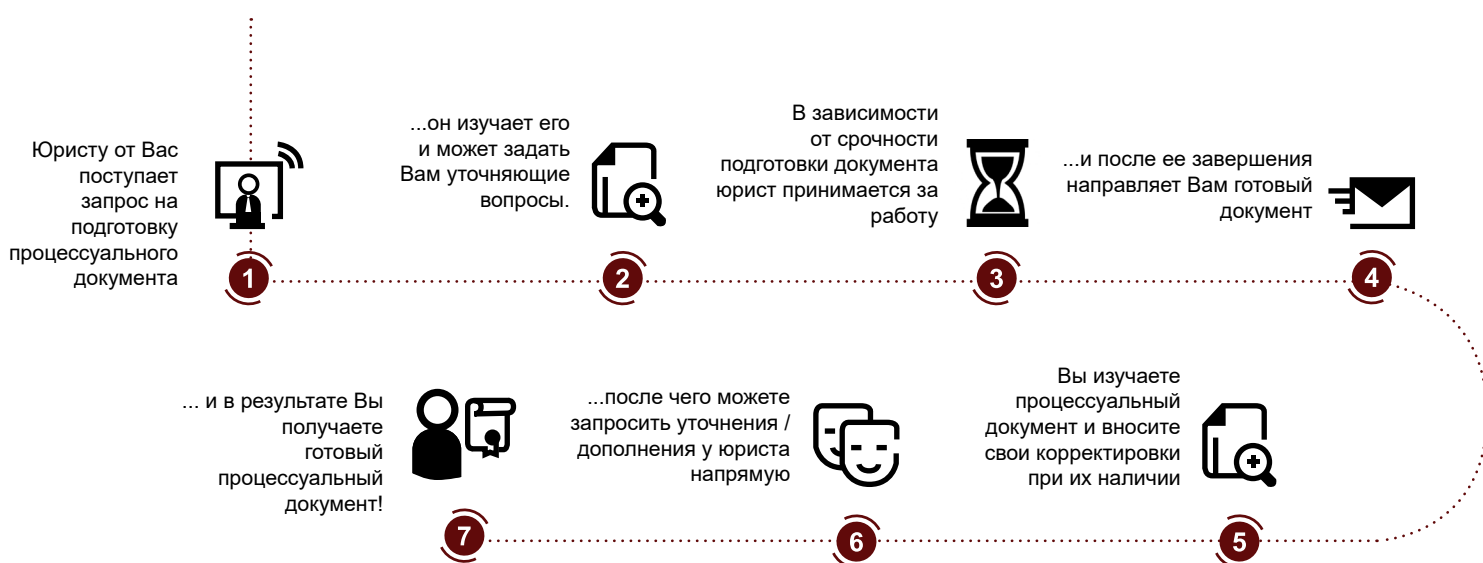 Юристу от Вас
поступает
запрос на
подготовку
процессуального
документа
1
...он изучает его
и может задать
Вам уточняющие
вопросы.
2
В зависимости
от срочности
подготовки документа
юрист принимается за
работу
3
...и после ее завершения
направляет Вам готовый
документ
4
Вы изучаете
процессуальный
документ и вносите
свои корректировки
при их наличии
5
...после чего можете
запросить уточнения /
дополнения у юриста
напрямую
6
... и в результате Вы
получаете
готовый
процессуальный
документ!
7